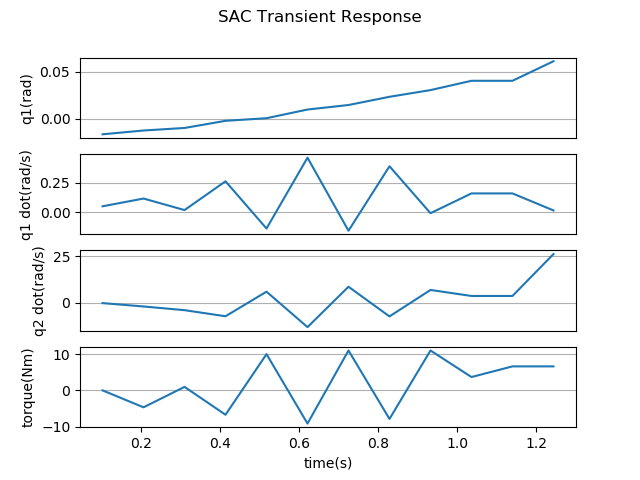 SAC Transient Response
0.05
0.00
q1(rad)
0.25
0.00
q1 dot(rad/s)
25
0
q2 dot(rad/s)
10
0
−10
torque(Nm)
0.2 0.4 0.6 0.8 1.0 1.2
time(s)